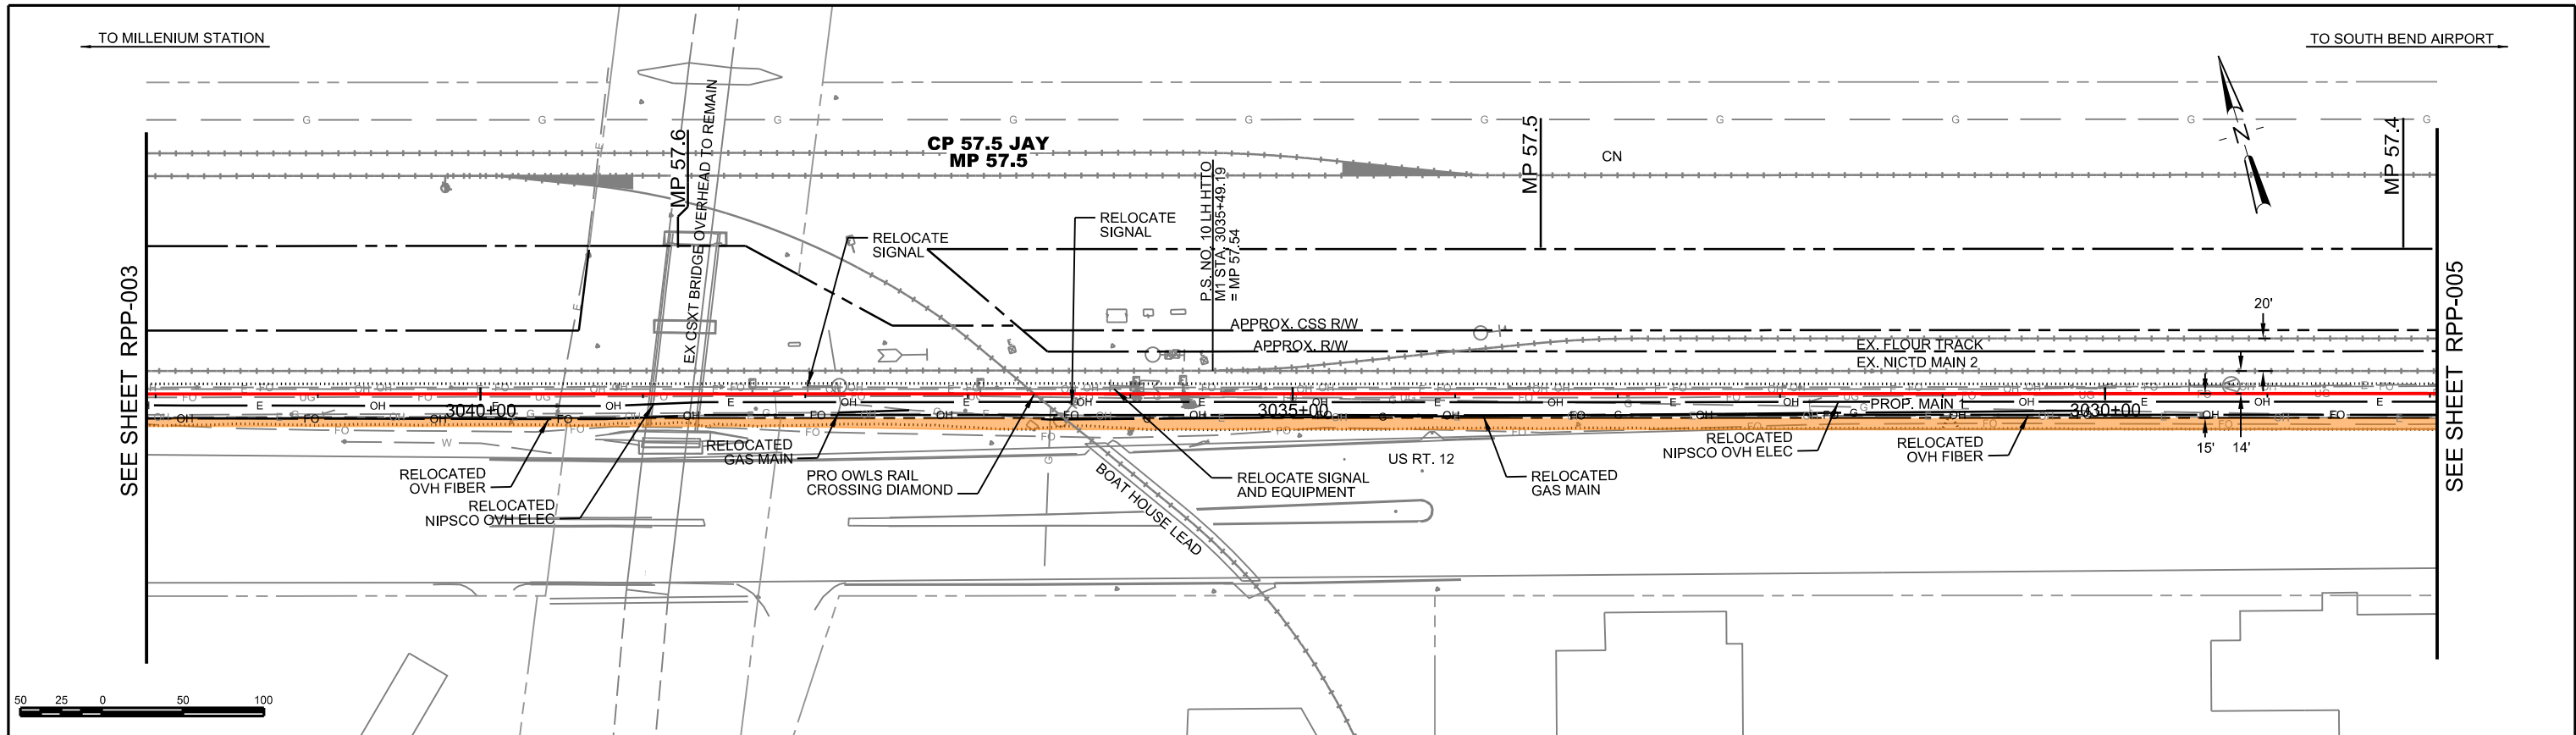 TO MILLENIUM STATION
TO SOUTH BEND AIRPORT
N
CP 57.5 JAY
MP 57.5
CN
MP 57.6
EX CSXT BRIDGE OVERHEAD TO REMAIN
MP 57.5
MP 57.4
P.S. NO. 10 LH HTTO
M1 STA. 3035+49.19
= MP 57.54
RELOCATE
SIGNAL
RELOCATE
SIGNAL
SEE SHEET RPP-003
SEE SHEET RPP-005
APPROX. CSS R/W
APPROX. R/W
EX. FLOUR TRACK
EX. NICTD MAIN 2
20'
PROP. MAIN 1
3040+00
3035+00
3030+00
15'
14'
RELOCATED
OVH FIBER
RELOCATED
NIPSCO OVH ELEC
RELOCATED
GAS MAIN
PRO OWLS RAIL
CROSSING DIAMOND
BOAT HOUSE LEAD
RELOCATE SIGNAL
AND EQUIPMENT
US RT. 12
RELOCATED
GAS MAIN
RELOCATED
NIPSCO OVH ELEC
RELOCATED
OVH FIBER
50 25 0 50 100